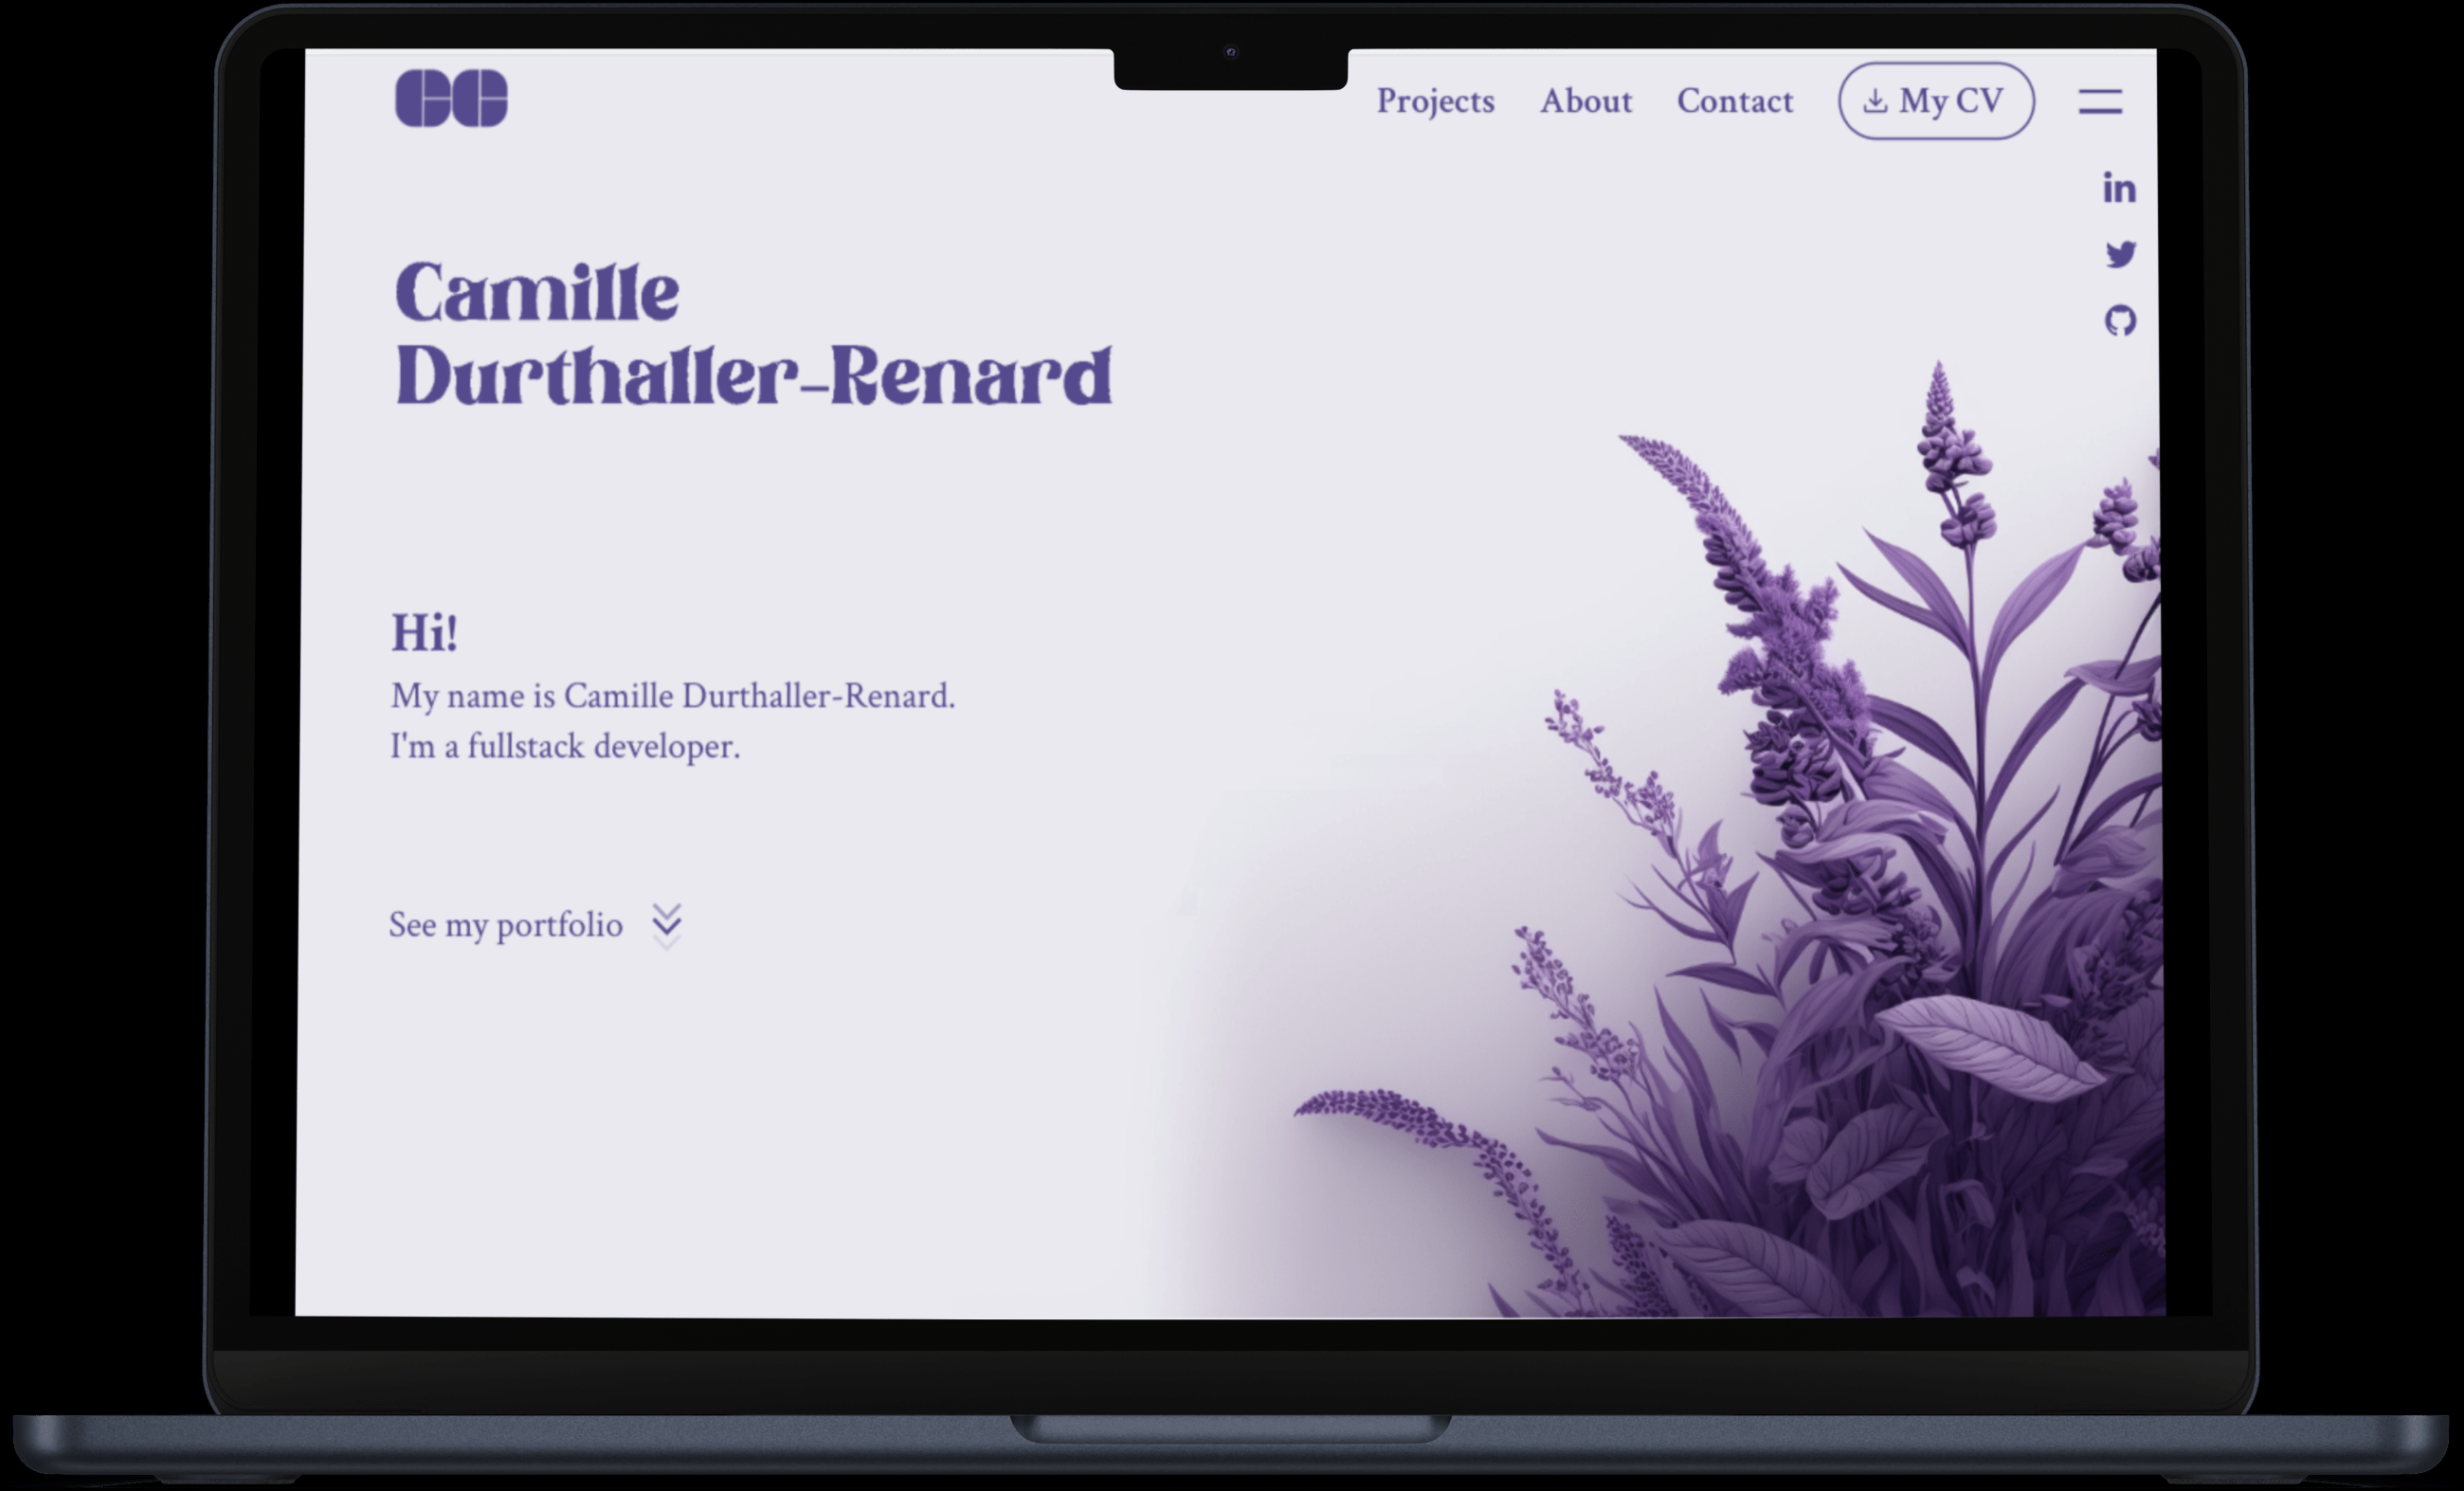 Projects About Contact My CV
in
Camille
Durthaller-Renard
Hi!
My name is Camille Durthaller-Renard.
I'm a fullstack developer.
See my portfolio